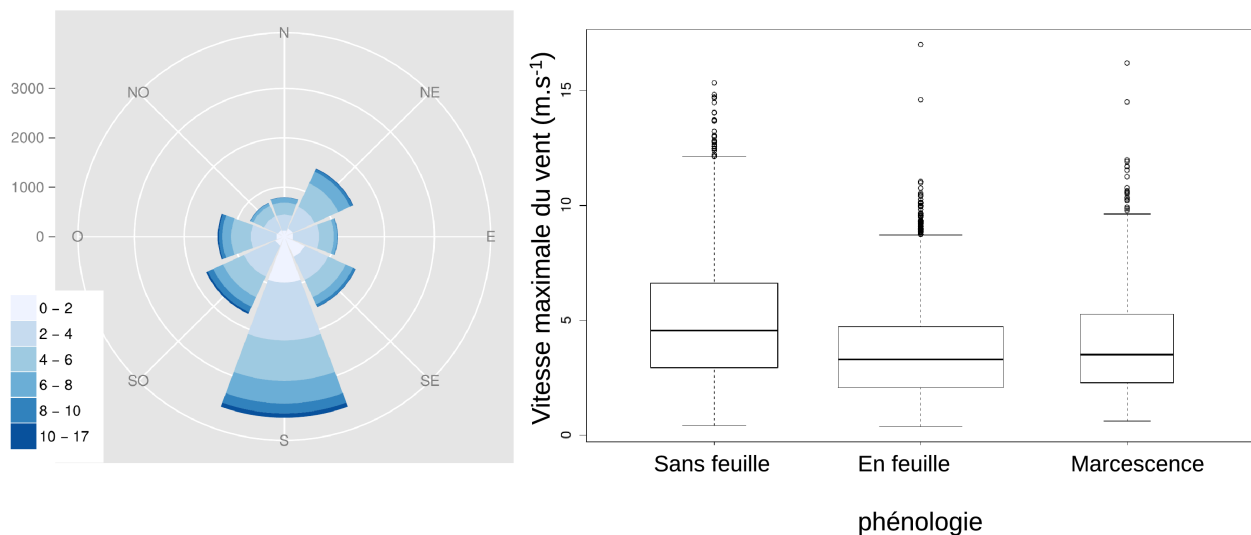 N
NO
NE
3000
2000
1000
0
O
E
SO
SE
S
0 − 2
2 − 4
4 − 6
6 − 8
8 − 10
10 − 17
Vitesse maximale du vent (m.s-1)
15
10
5
0
Sans feuille
En feuille
Marcescence
phénologie